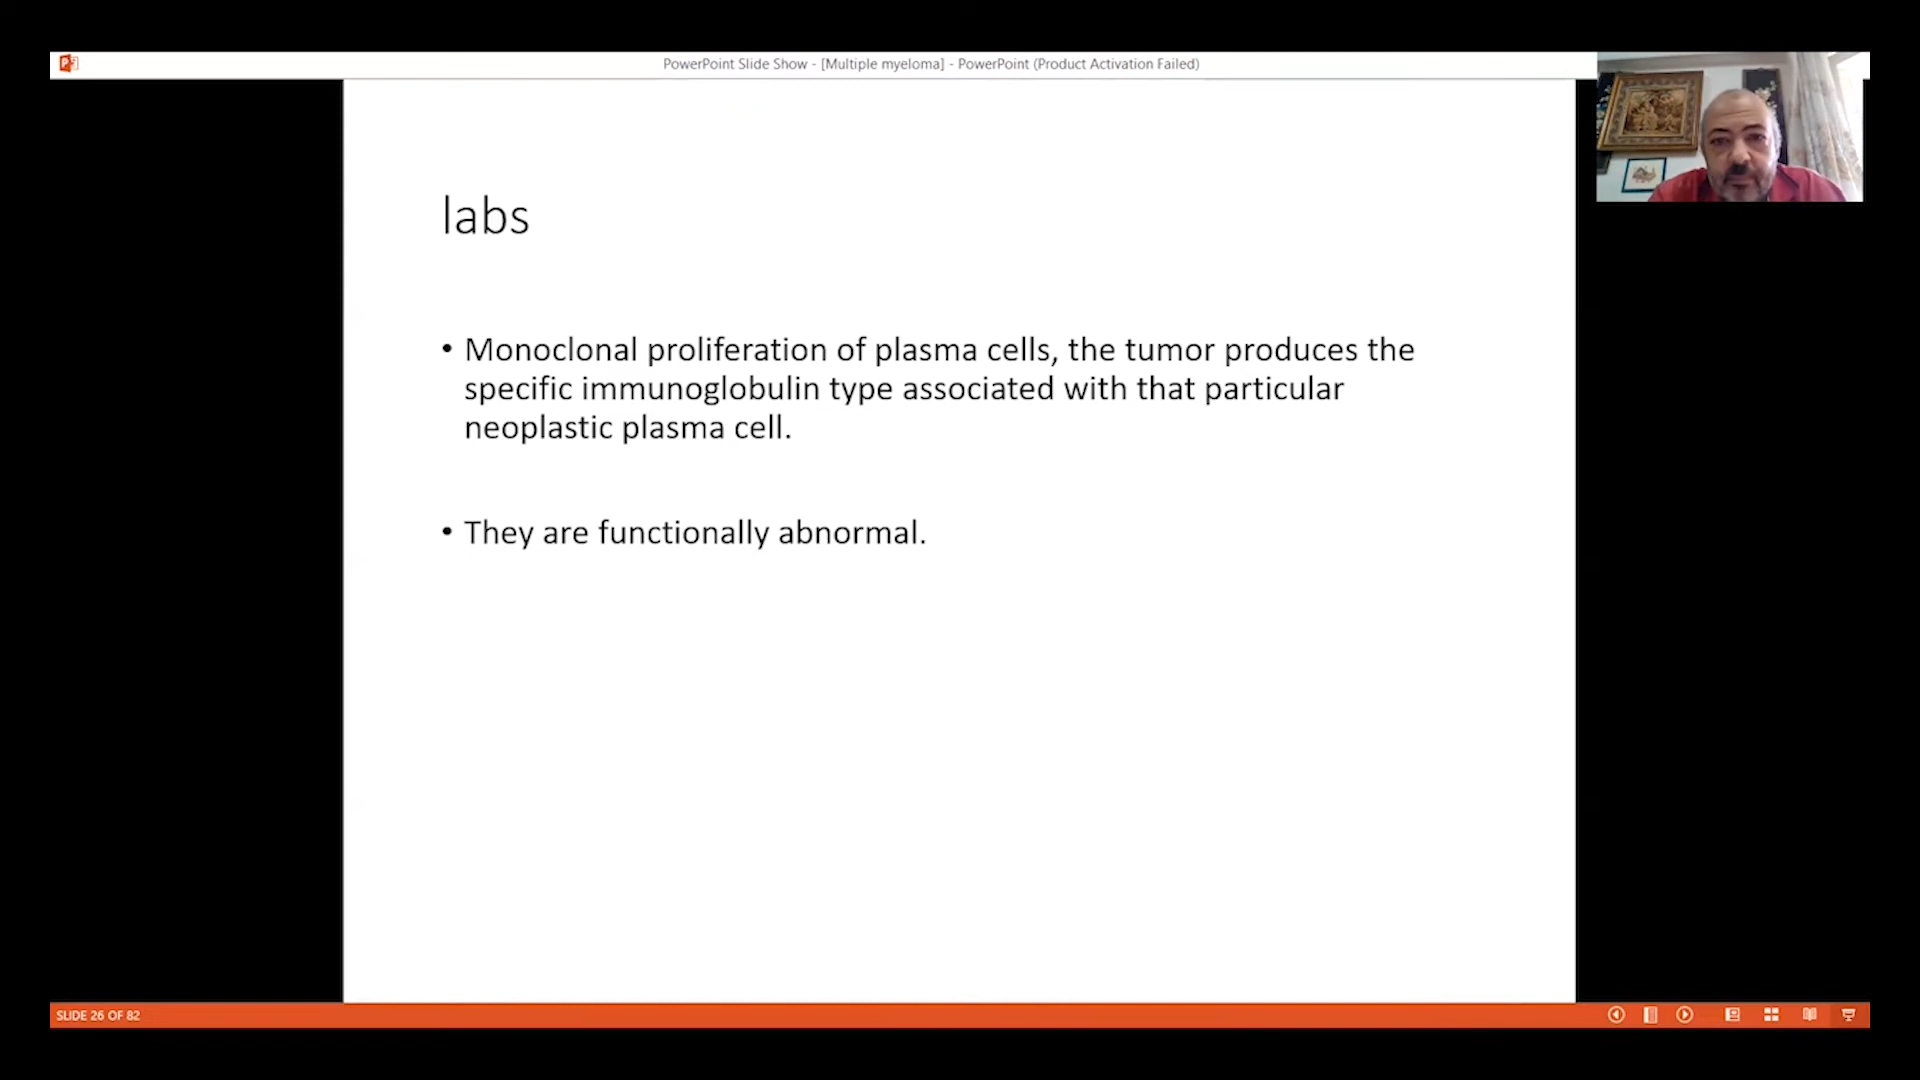 PowerPoint Slide Show - [Multiple myeloma] - PowerPoint (Product Activation Failed)
labs
• Monoclonal proliferation of plasma cells, the tumor produces the
specific immunoglobulin type associated with that particular
neoplastic plasma cell.
• They are functionally abnormal.
SLIDE 26 OF 82